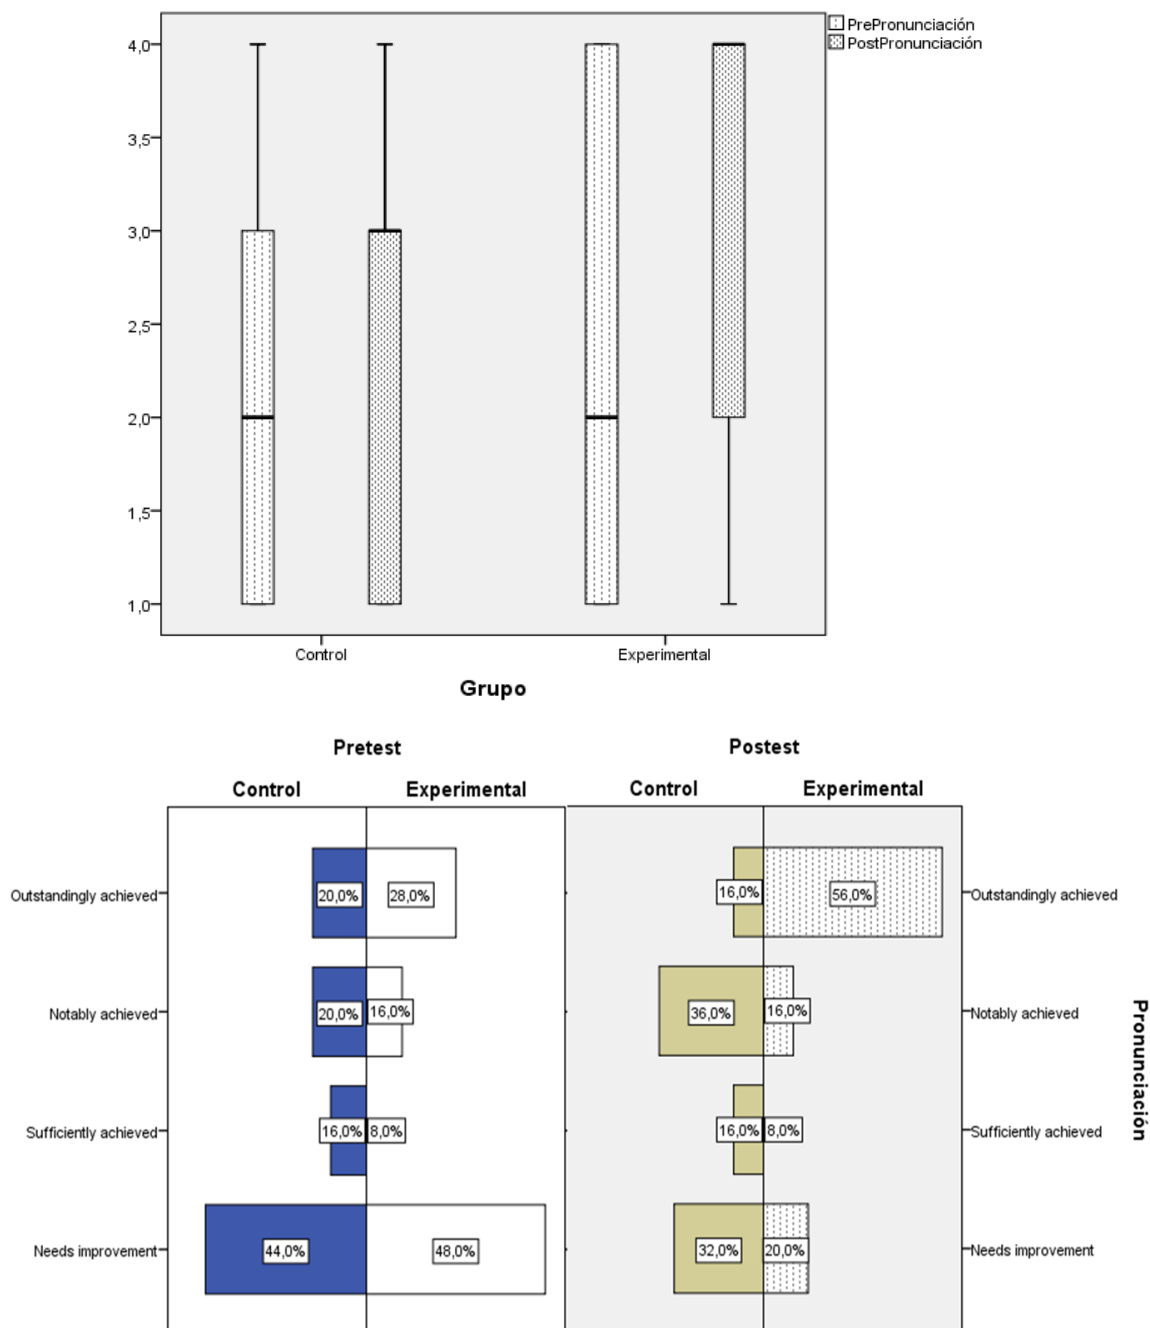 PrePronunciación
PostPronunciación
4,0
3,5
3,0
2,5
2,0
1,5
1,0
Control Experimental
Grupo
Pretest Postest
Control Experimental Control Experimental
Outstandingly achieved 20,0% 28,0% 16,0% 56,0% Outstandingly achieved
Notably achieved 20,0% 16,0% 36,0% 16,0% Notably achieved
Sufficiently achieved 16,0% 8,0% 16,0% 8,0% Sufficiently achieved
Needs improvement 44,0% 48,0% 32,0% 20,0% Needs improvement
Pronunciación